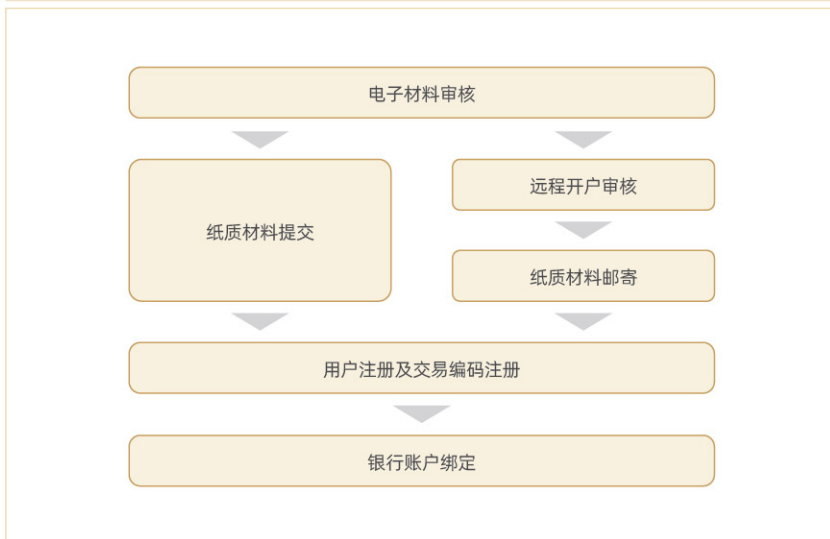 电子材料审核
纸质材料提交
远程开户审核
纸质材料邮寄
用户注册及交易编码注册
银行账户绑定